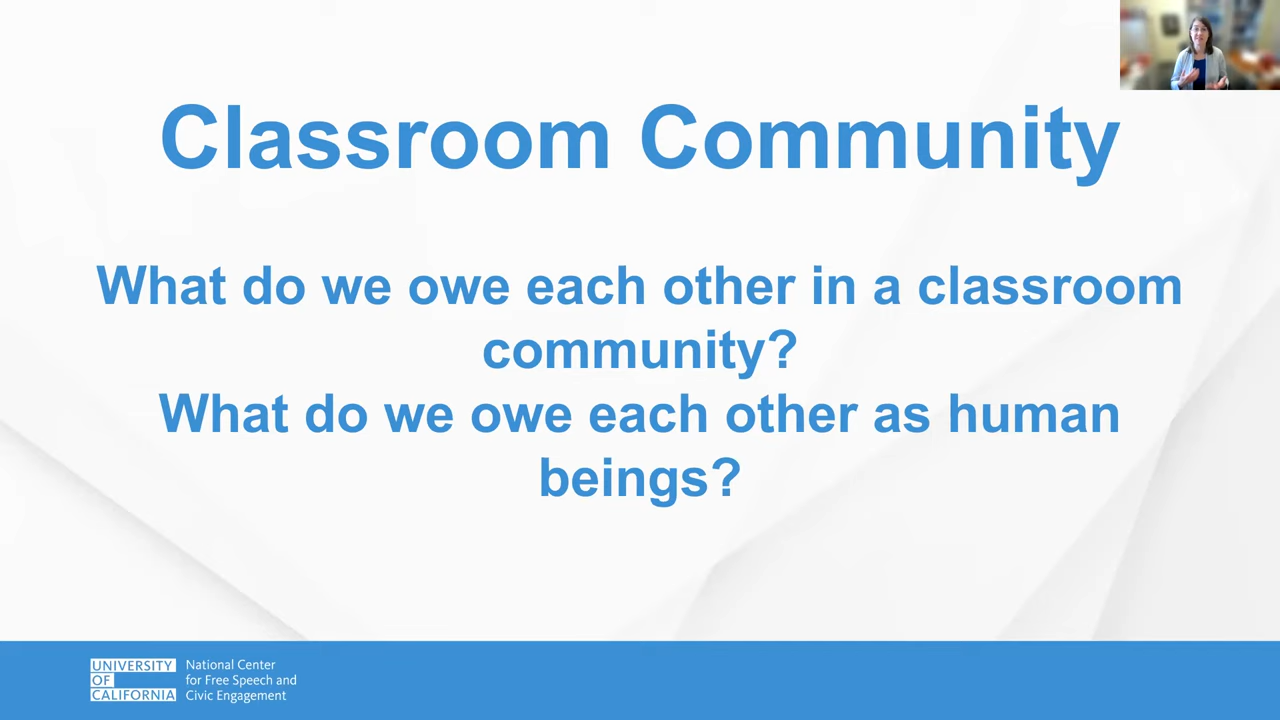 Classroom Community
What do we owe each other in a classroom
community?
What do we owe each other as human
beings?
UNIVERSITY
OF
CALIFORNIA
National Center
for Free Speech and
Civic Engagement